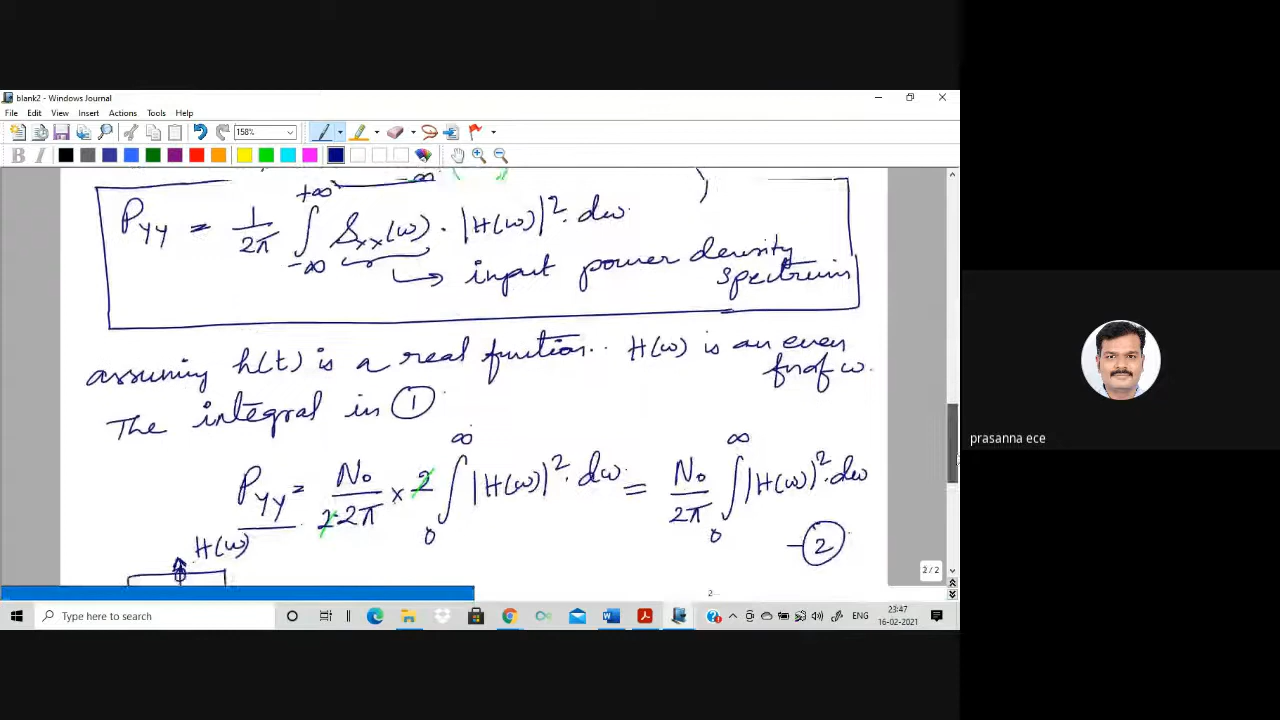 blank2 - Windows Journal
File Edit View Insert Actions Tools Help
158%
B I
-∞
P_YY = 1/2π ∫_{-∞}^{+∞} S_XX(ω) · |H(ω)|² · dω
↳ input power density
spectrum
assuming h(t) is a real function. H(ω) is an even
fn of ω.
The integral in ①
P_YY = N₀/2·2π × 2 ∫_0^∞ |H(ω)|² · dω = N₀/2π ∫_0^∞ |H(ω)|² · dω
- ②
H(ω)
2 / 2
2
Type here to search
ENG
23:47
16-02-2021
prasanna ece